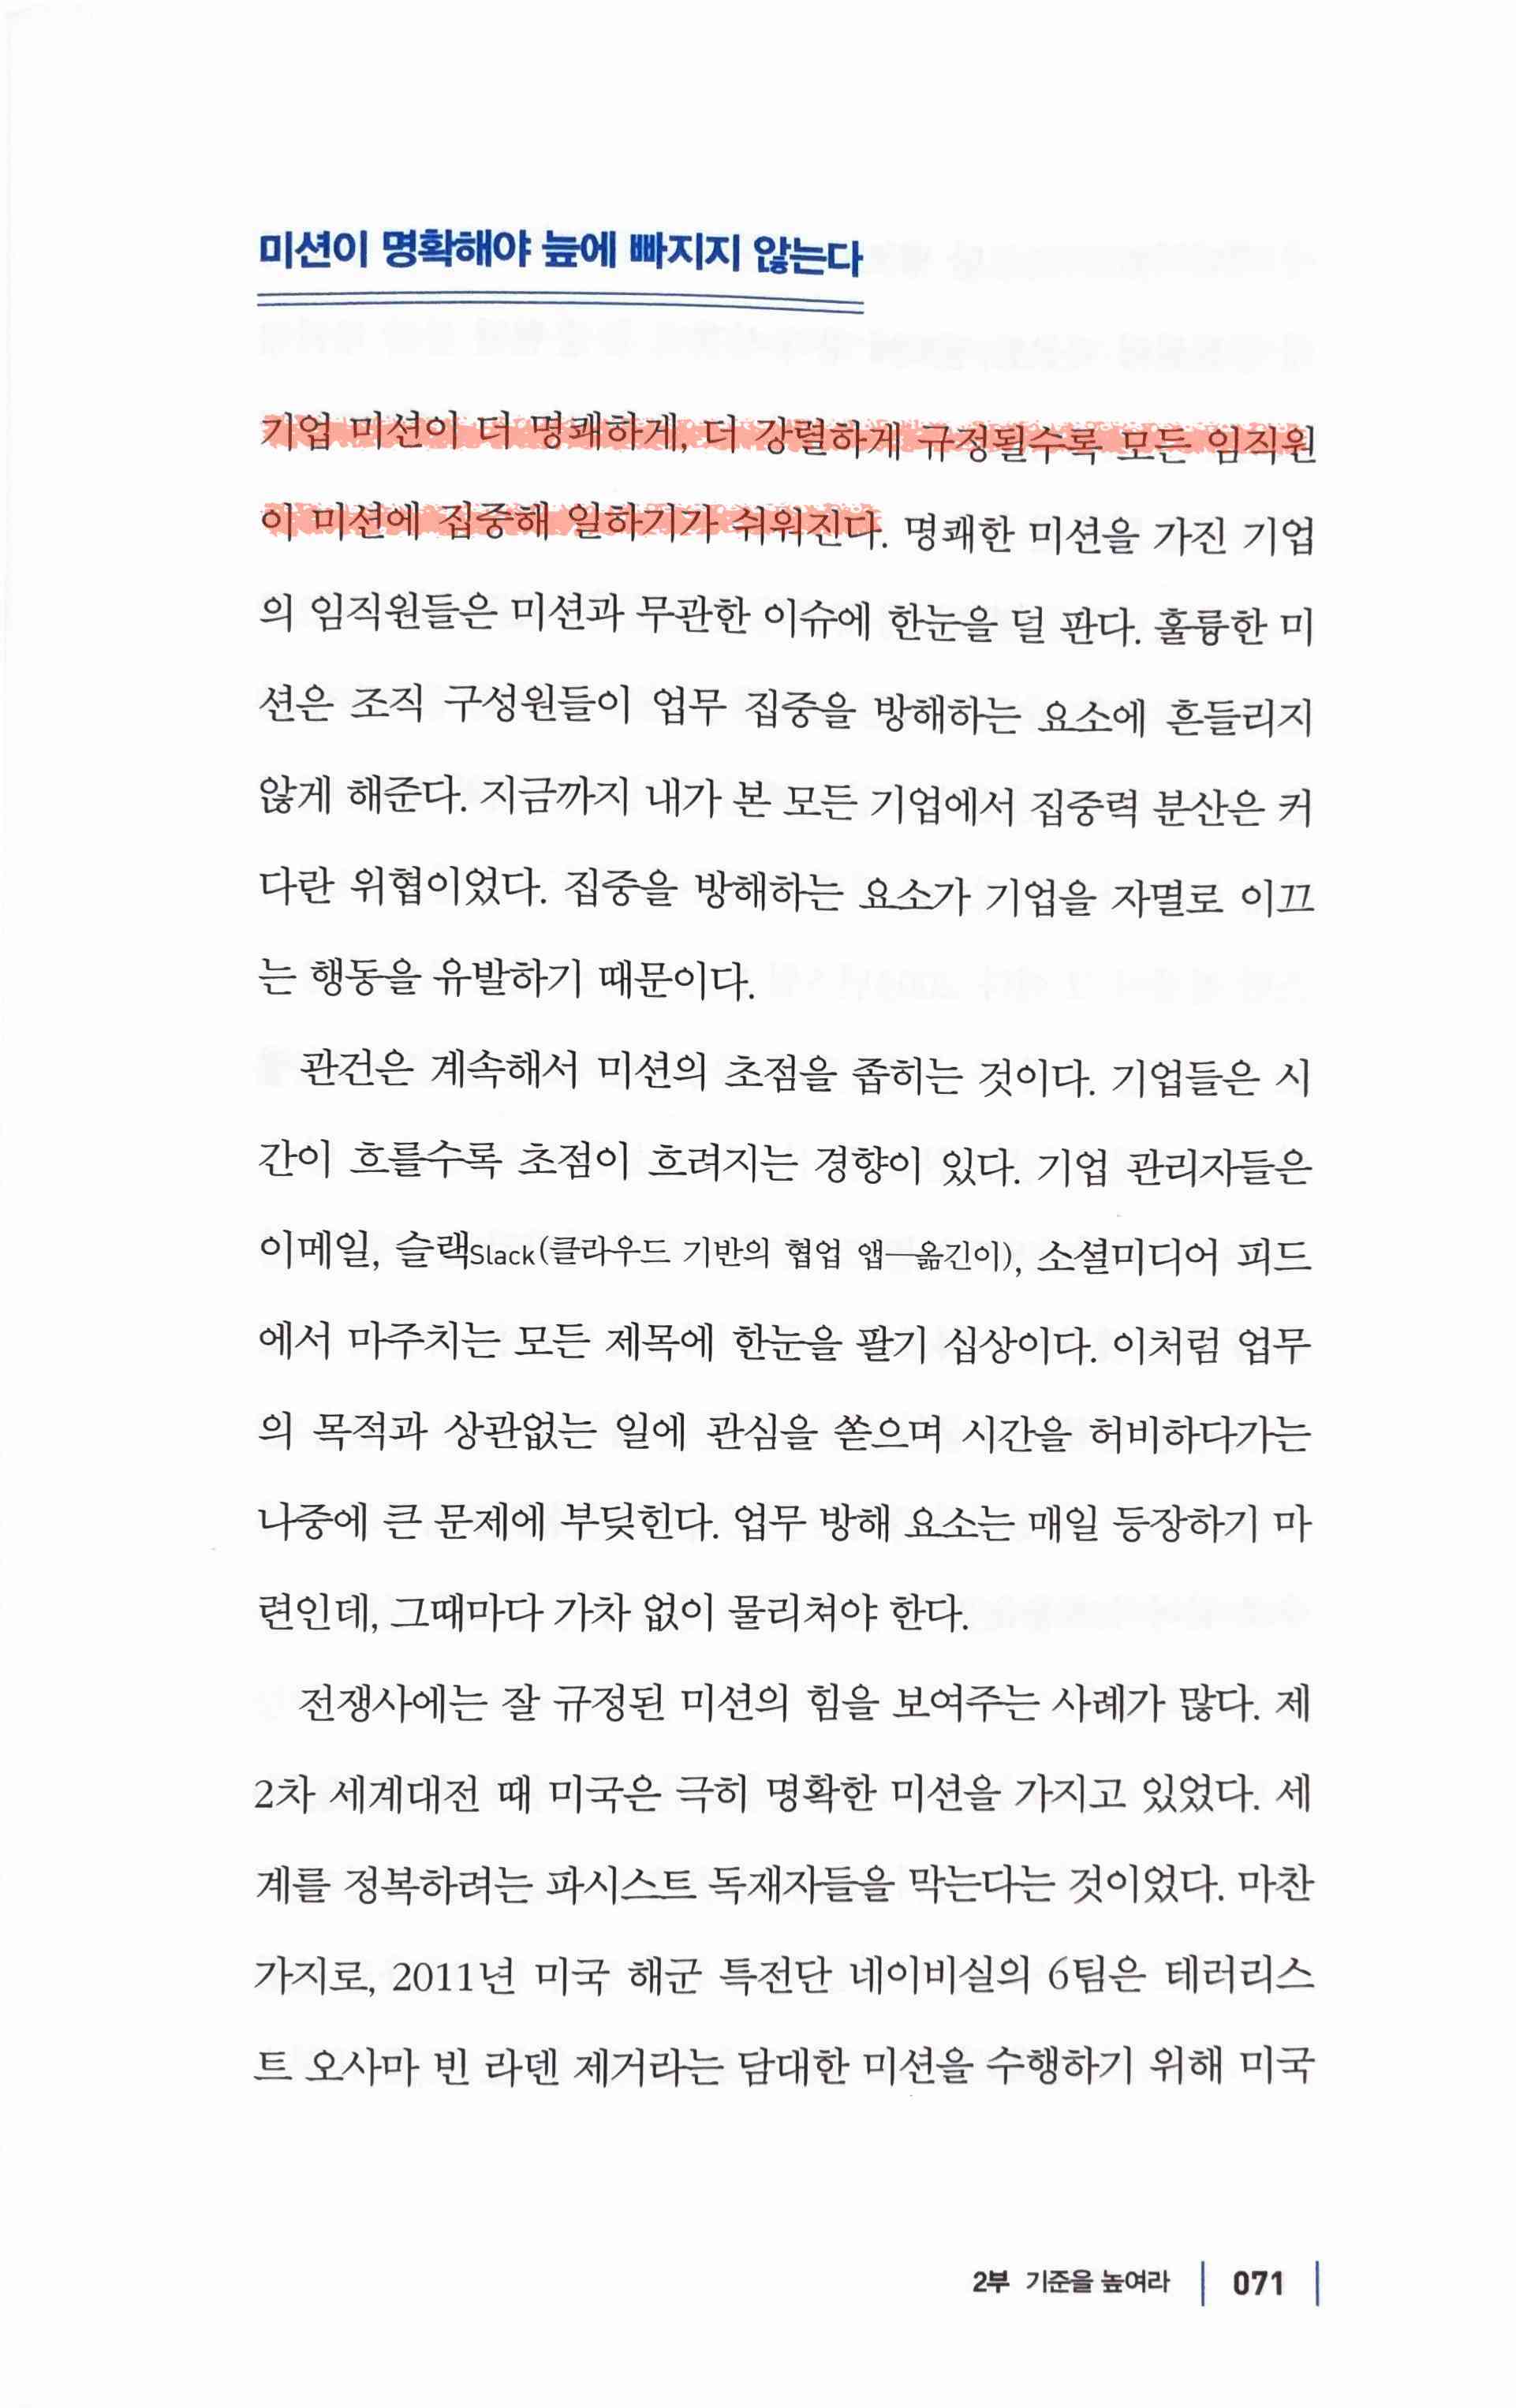 미션이 명확해야 늪에 빠지지 않는다
기업 미션이 더 명쾌하게, 더 강렬하게 규정될수록 모든 임직원
이 미션에 집중해 일하기가 쉬워진다. 명쾌한 미션을 가진 기업
의 임직원들은 미션과 무관한 이슈에 한눈을 덜 판다. 훌륭한 미
션은 조직 구성원들이 업무 집중을 방해하는 요소에 흔들리지
않게 해준다. 지금까지 내가 본 모든 기업에서 집중력 분산은 커
다란 위협이었다. 집중을 방해하는 요소가 기업을 자멸로 이끄
는 행동을 유발하기 때문이다.
관건은 계속해서 미션의 초점을 좁히는 것이다. 기업들은 시
간이 흐를수록 초점이 흐려지는 경향이 있다. 기업 관리자들은
이메일, 슬랙Slack(클라우드 기반의 협업 앱—옮긴이), 소셜미디어 피드
에서 마주치는 모든 제목에 한눈을 팔기 십상이다. 이처럼 업무
의 목적과 상관없는 일에 관심을 쏟으며 시간을 허비하다가는
나중에 큰 문제에 부딪힌다. 업무 방해 요소는 매일 등장하기 마
련인데, 그때마다 가차 없이 물리쳐야 한다.
전쟁사에는 잘 규정된 미션의 힘을 보여주는 사례가 많다. 제
2차 세계대전 때 미국은 극히 명확한 미션을 가지고 있었다. 세
계를 정복하려는 파시스트 독재자들을 막는다는 것이었다. 마찬
가지로, 2011년 미국 해군 특전단 네이비실의 6팀은 테러리스
트 오사마 빈 라덴 제거라는 담대한 미션을 수행하기 위해 미국
2부 기준을 높여라 | 071 |